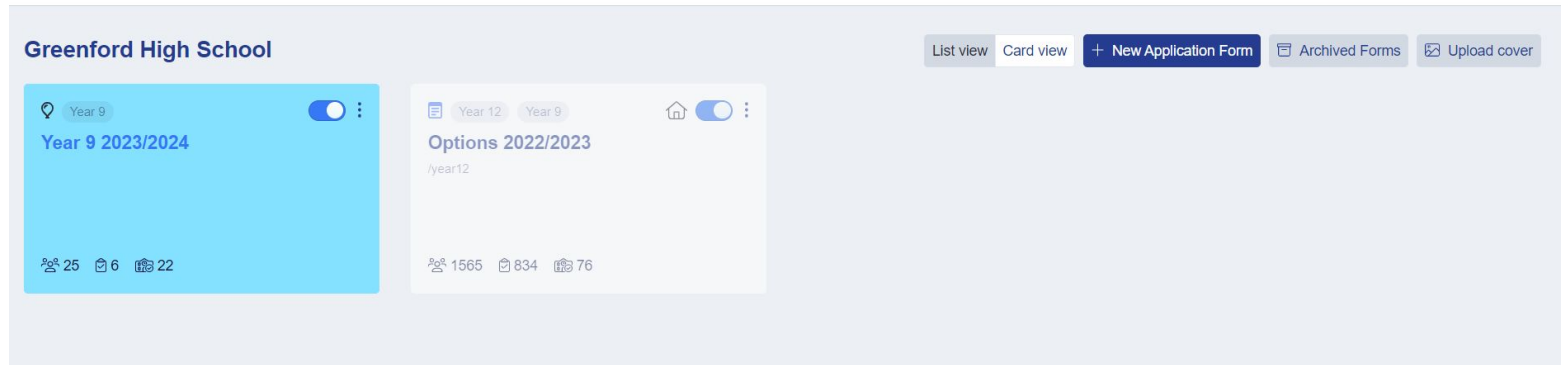 Greenford High School
List view Card view + New Application Form Archived Forms Upload cover
Year 9
Year 9 2023/2024
25 6 22
Year 12 Year 9
Options 2022/2023
/year12
1565 834 76